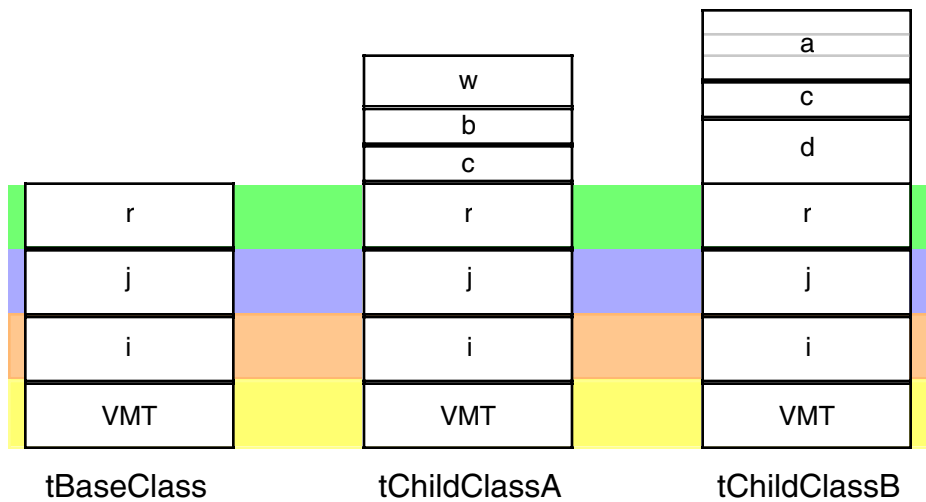 a
w
c
b
d
c
r r r
j j j
i i i
VMT VMT VMT
tBaseClass tChildClassA tChildClassB